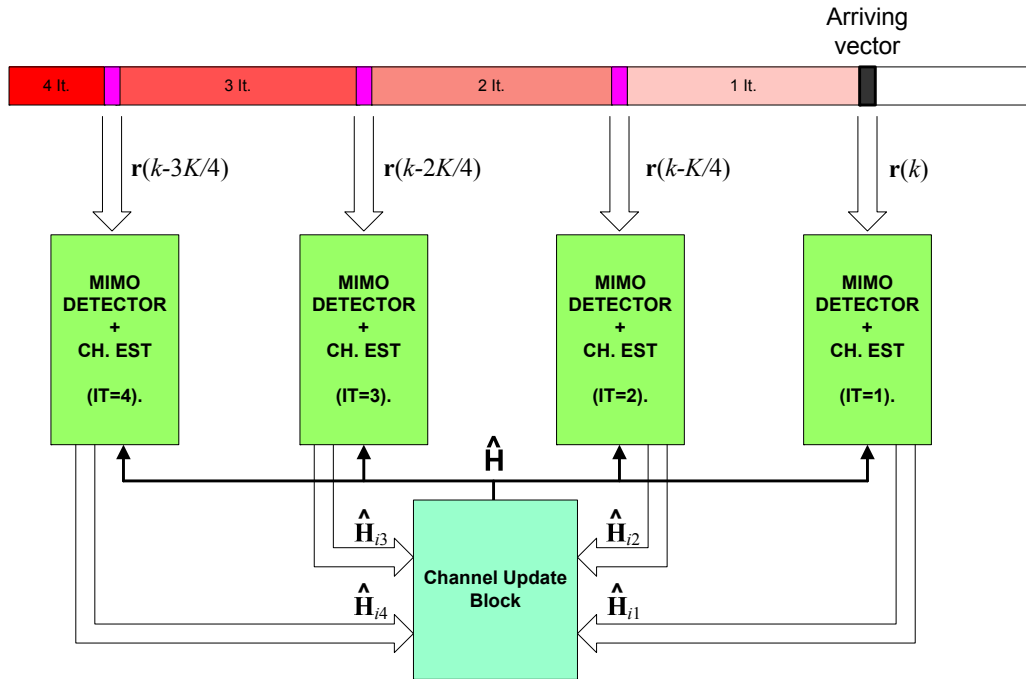 Arriving
vector
4 It.
3 It.
2 It.
1 It.
r(k-3K/4)
r(k-2K/4)
r(k-K/4)
r(k)
MIMO
DETECTOR
+
CH. EST
(IT=4).
MIMO
DETECTOR
+
CH. EST
(IT=3).
MIMO
DETECTOR
+
CH. EST
(IT=2).
MIMO
DETECTOR
+
CH. EST
(IT=1).
Ĥ
Ĥi3
Ĥi2
Channel Update
Block
Ĥi4
Ĥi1